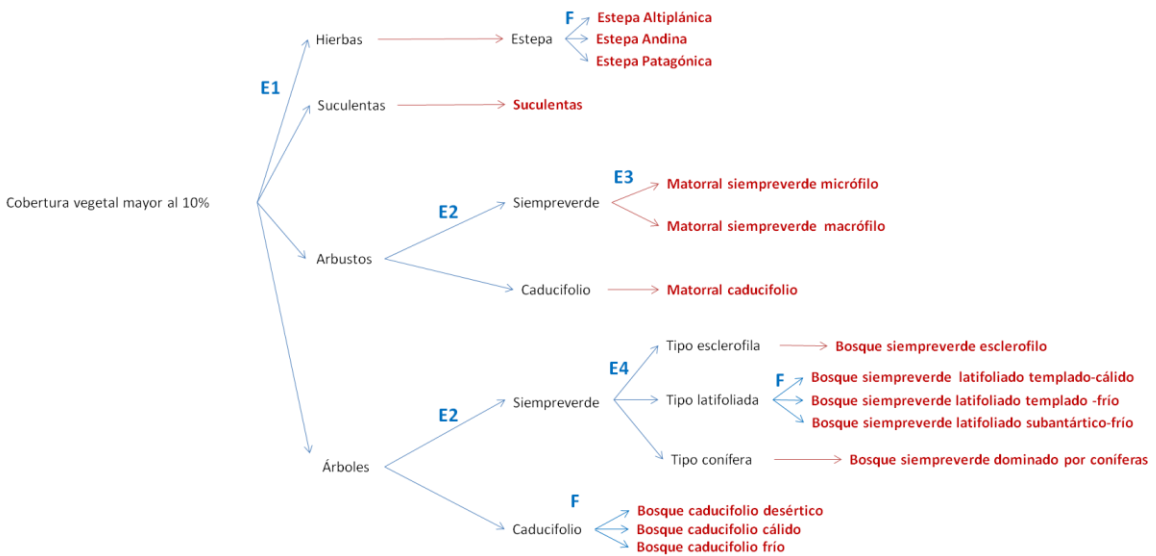 F
Estepa Altiplánica
Hierbas
Estepa
Estepa Andina
Estepa Patagónica
E1
Suculentas
Suculentas
E3
Matorral siempreverde micrófilo
Cobertura vegetal mayor al 10%
E2
Siempreverde
Matorral siempreverde macrófilo
Arbustos
Caducifolio
Matorral caducifolio
Tipo esclerofila
Bosque siempreverde esclerofilo
E4
F
Bosque siempreverde latifoliado templado-cálido
E2
Siempreverde
Tipo latifoliada
Bosque siempreverde latifoliado templado -frío
Bosque siempreverde latifoliado subantártico-frío
Árboles
Tipo conífera
Bosque siempreverde dominado por coníferas
F
Bosque caducifolio desértico
Caducifolio
Bosque caducifolio cálido
Bosque caducifolio frío